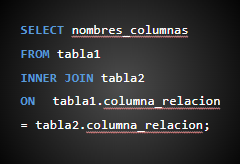 SELECT nombres_columnas
FROM tabla1
INNER JOIN tabla2
ON tabla1.columna_relacion
= tabla2.columna_relacion;